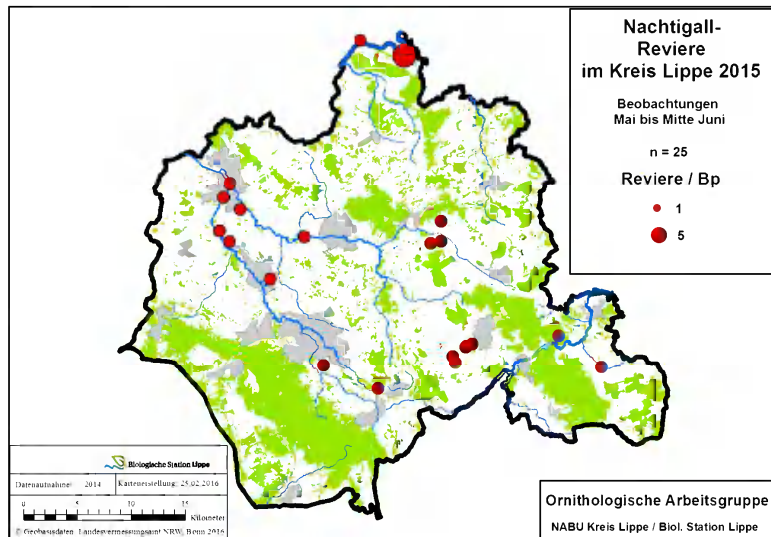 Nachtigall-
Reviere
im Kreis Lippe 2015
Beobachtungen
Mai bis Mitte Juni
n = 25
Reviere / Bp
1
5
Biologische Station Lippe
Datenaufnahme: 2014 Kartenerstellung: 25.02.2016
0 5 10 15
Kilometer
© Geobasisdaten: Landesvermessungsamt NRW, Bonn 2016
Ornithologische Arbeitsgruppe
NABU Kreis Lippe / Biol. Station Lippe